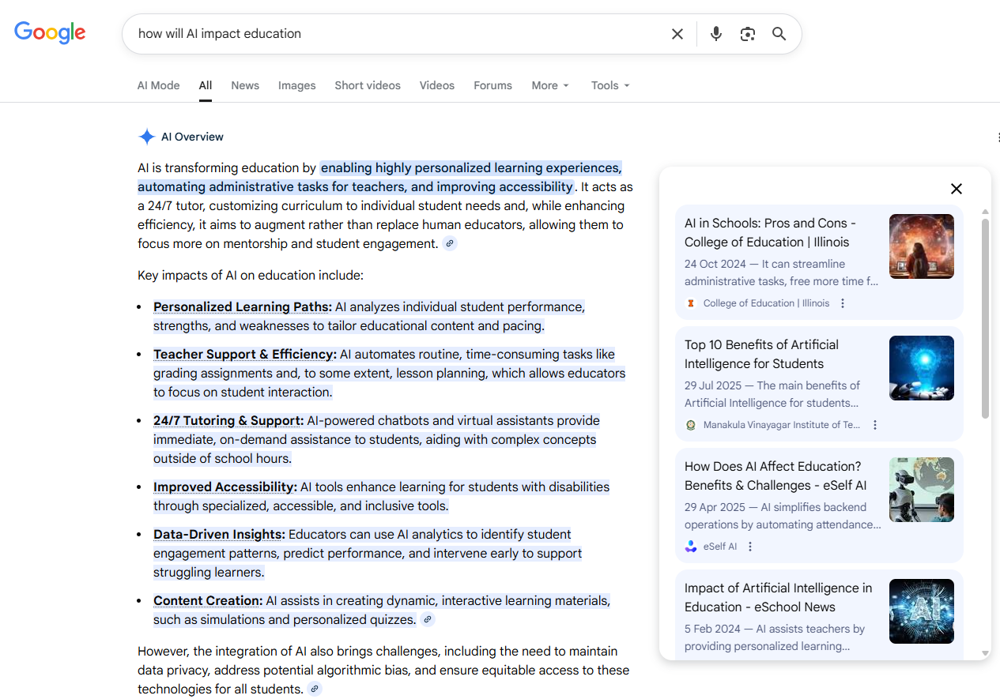 Google
how will AI impact education
AI Mode All News Images Short videos Videos Forums More Tools
AI Overview
AI is transforming education by enabling highly personalized learning experiences,
automating administrative tasks for teachers, and improving accessibility. It acts as
a 24/7 tutor, customizing curriculum to individual student needs and, while enhancing
efficiency, it aims to augment rather than replace human educators, allowing them to
focus more on mentorship and student engagement.
Key impacts of AI on education include:
• Personalized Learning Paths: AI analyzes individual student performance,
strengths, and weaknesses to tailor educational content and pacing.
• Teacher Support & Efficiency: AI automates routine, time-consuming tasks like
grading assignments and, to some extent, lesson planning, which allows educators
to focus on student interaction.
• 24/7 Tutoring & Support: AI-powered chatbots and virtual assistants provide
immediate, on-demand assistance to students, aiding with complex concepts
outside of school hours.
• Improved Accessibility: AI tools enhance learning for students with disabilities
through specialized, accessible, and inclusive tools.
• Data-Driven Insights: Educators can use AI analytics to identify student
engagement patterns, predict performance, and intervene early to support
struggling learners.
• Content Creation: AI assists in creating dynamic, interactive learning materials,
such as simulations and personalized quizzes.
However, the integration of AI also brings challenges, including the need to maintain
data privacy, address potential algorithmic bias, and ensure equitable access to these
technologies for all students.
AI in Schools: Pros and Cons -
College of Education | Illinois
24 Oct 2024 — It can streamline
administrative tasks, free more time f...
College of Education | Illinois
Top 10 Benefits of Artificial
Intelligence for Students
29 Jul 2025 — The main benefits of
Artificial Intelligence for students...
Manakula Vinayagar Institute of Te...
How Does AI Affect Education?
Benefits & Challenges - eSelf AI
29 Apr 2025 — AI simplifies backend
operations by automating attendance...
eSelf AI
Impact of Artificial Intelligence in
Education - eSchool News
5 Feb 2024 — AI assists teachers by
providing personalized learning...
AI